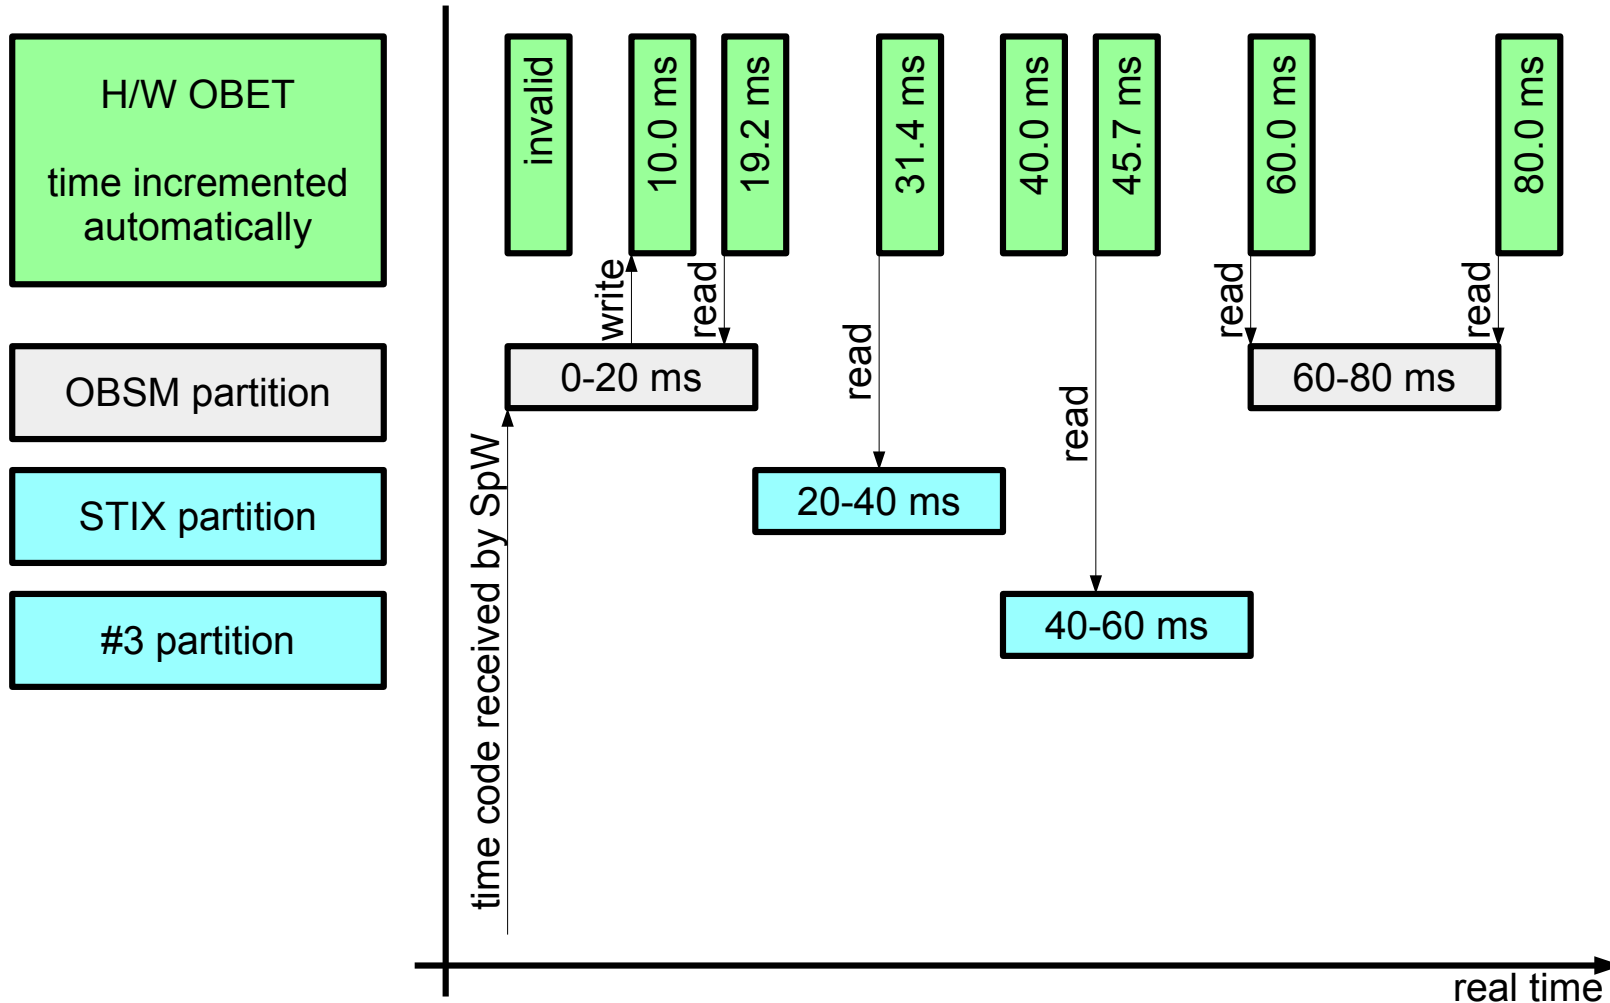 H/W OBET
time incremented
automatically
invalid
10.0 ms
19.2 ms
31.4 ms
40.0 ms
45.7 ms
60.0 ms
80.0 ms
write
read
read
read
read
read
OBSM partition
0-20 ms
60-80 ms
STIX partition
20-40 ms
#3 partition
40-60 ms
time code received by SpW
real time